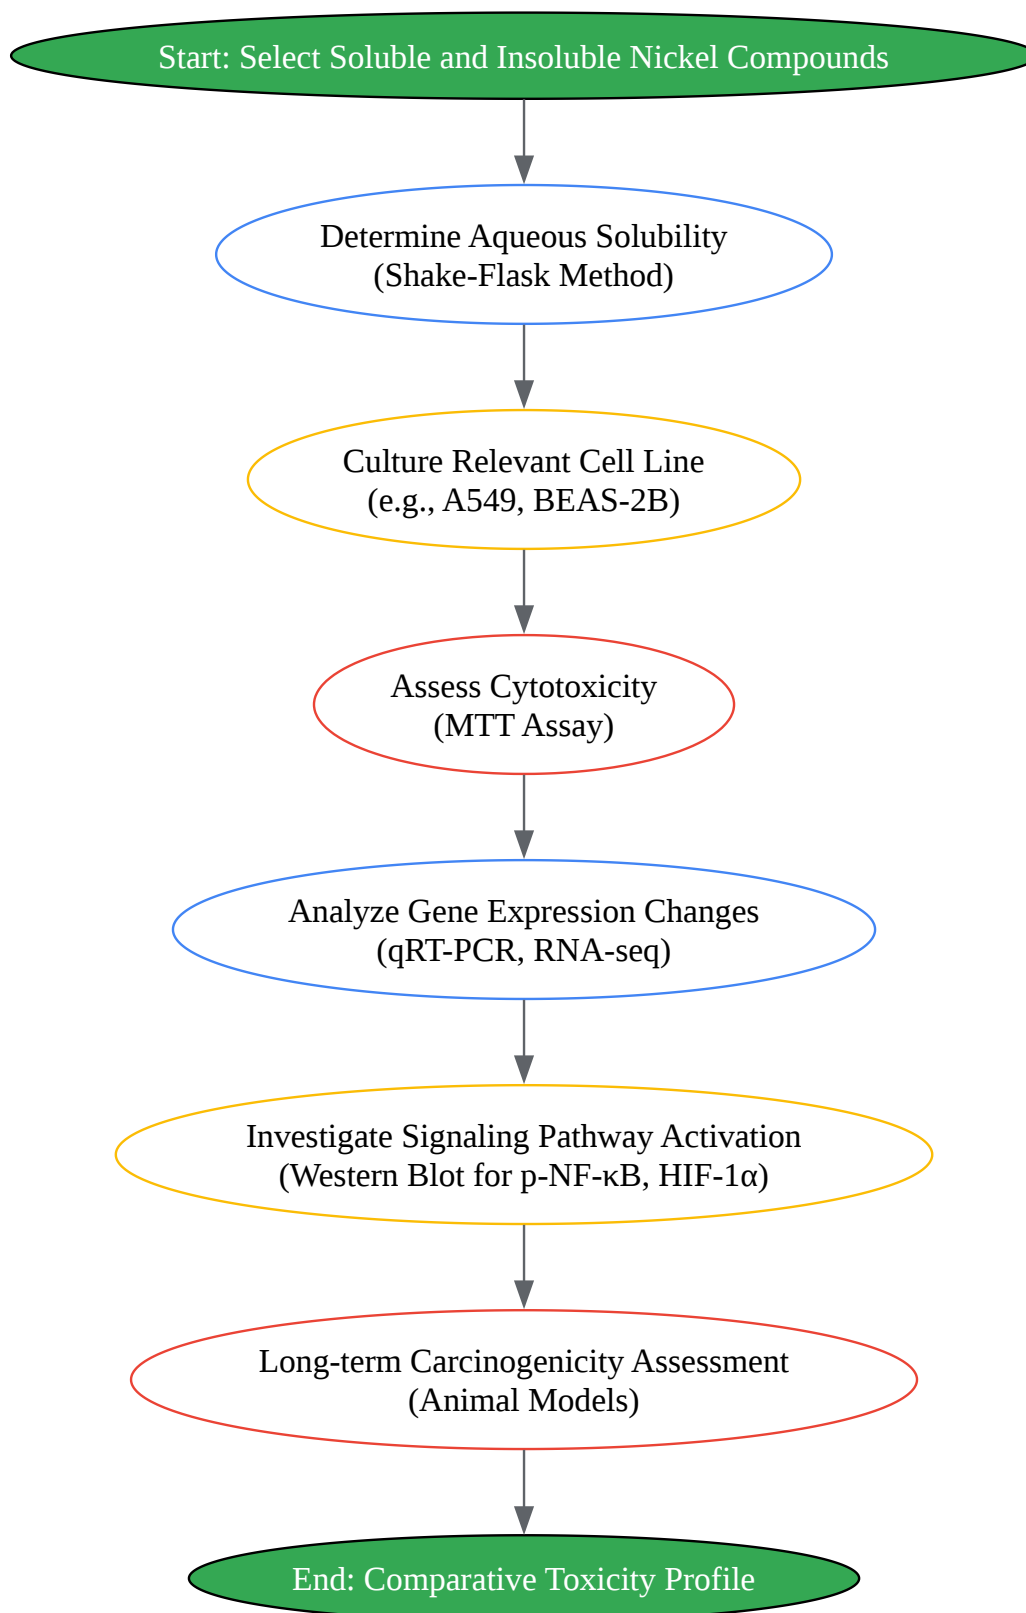 Start: Select Soluble and Insoluble Nickel Compounds
Determine Aqueous Solubility
(Shake-Flask Method)
Culture Relevant Cell Line
(e.g., A549, BEAS-2B)
Assess Cytotoxicity
(MTT Assay)
Analyze Gene Expression Changes
(qRT-PCR, RNA-seq)
Investigate Signaling Pathway Activation
(Western Blot for p-NF-κB, HIF-1α)
Long-term Carcinogenicity Assessment
(Animal Models)
End: Comparative Toxicity Profile